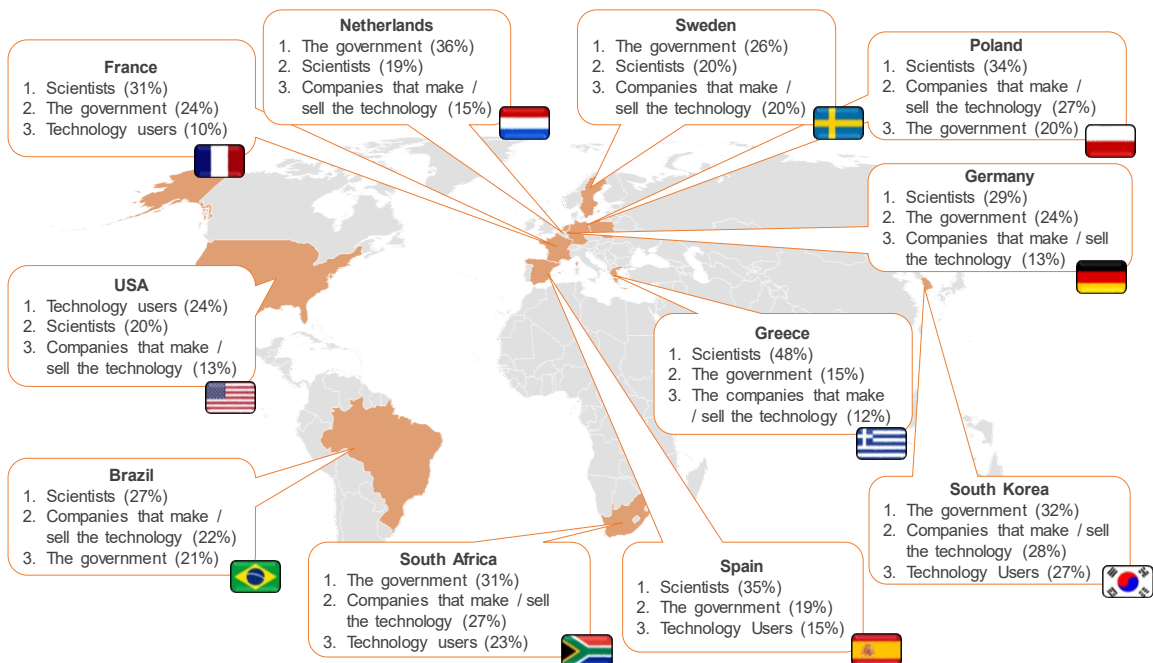 France
1. Scientists (31%)
2. The government (24%)
3. Technology users (10%)
Netherlands
1. The government (36%)
2. Scientists (19%)
3. Companies that make /
sell the technology (15%)
Sweden
1. The government (26%)
2. Scientists (20%)
3. Companies that make /
sell the technology (20%)
Poland
1. Scientists (34%)
2. Companies that make /
sell the technology (27%)
3. The government (20%)
Germany
1. Scientists (29%)
2. The government (24%)
3. Companies that make / sell
the technology (13%)
USA
1. Technology users (24%)
2. Scientists (20%)
3. Companies that make /
sell the technology (13%)
Greece
1. Scientists (48%)
2. The government (15%)
3. The companies that make
/ sell the technology (12%)
Brazil
1. Scientists (27%)
2. Companies that make /
sell the technology (22%)
3. The government (21%)
South Africa
1. The government (31%)
2. Companies that make / sell
the technology (27%)
3. Technology users (23%)
Spain
1. Scientists (35%)
2. The government (19%)
3. Technology Users (15%)
South Korea
1. The government (32%)
2. Companies that make / sell
the technology (28%)
3. Technology Users (27%)